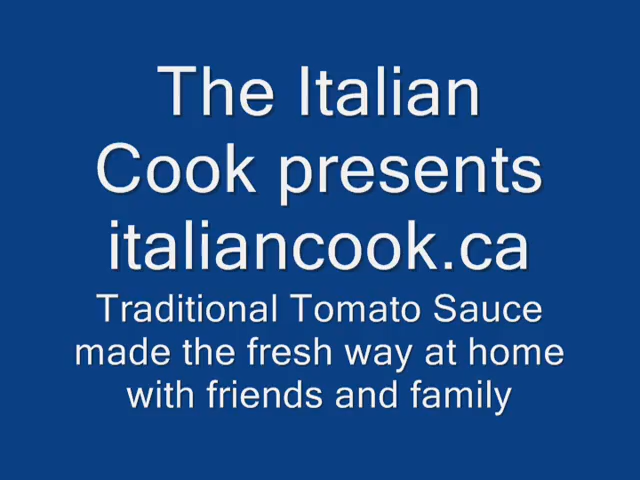 The Italian
Cook presents
italiancook.ca
Traditional Tomato Sauce
made the fresh way at home
with friends and family